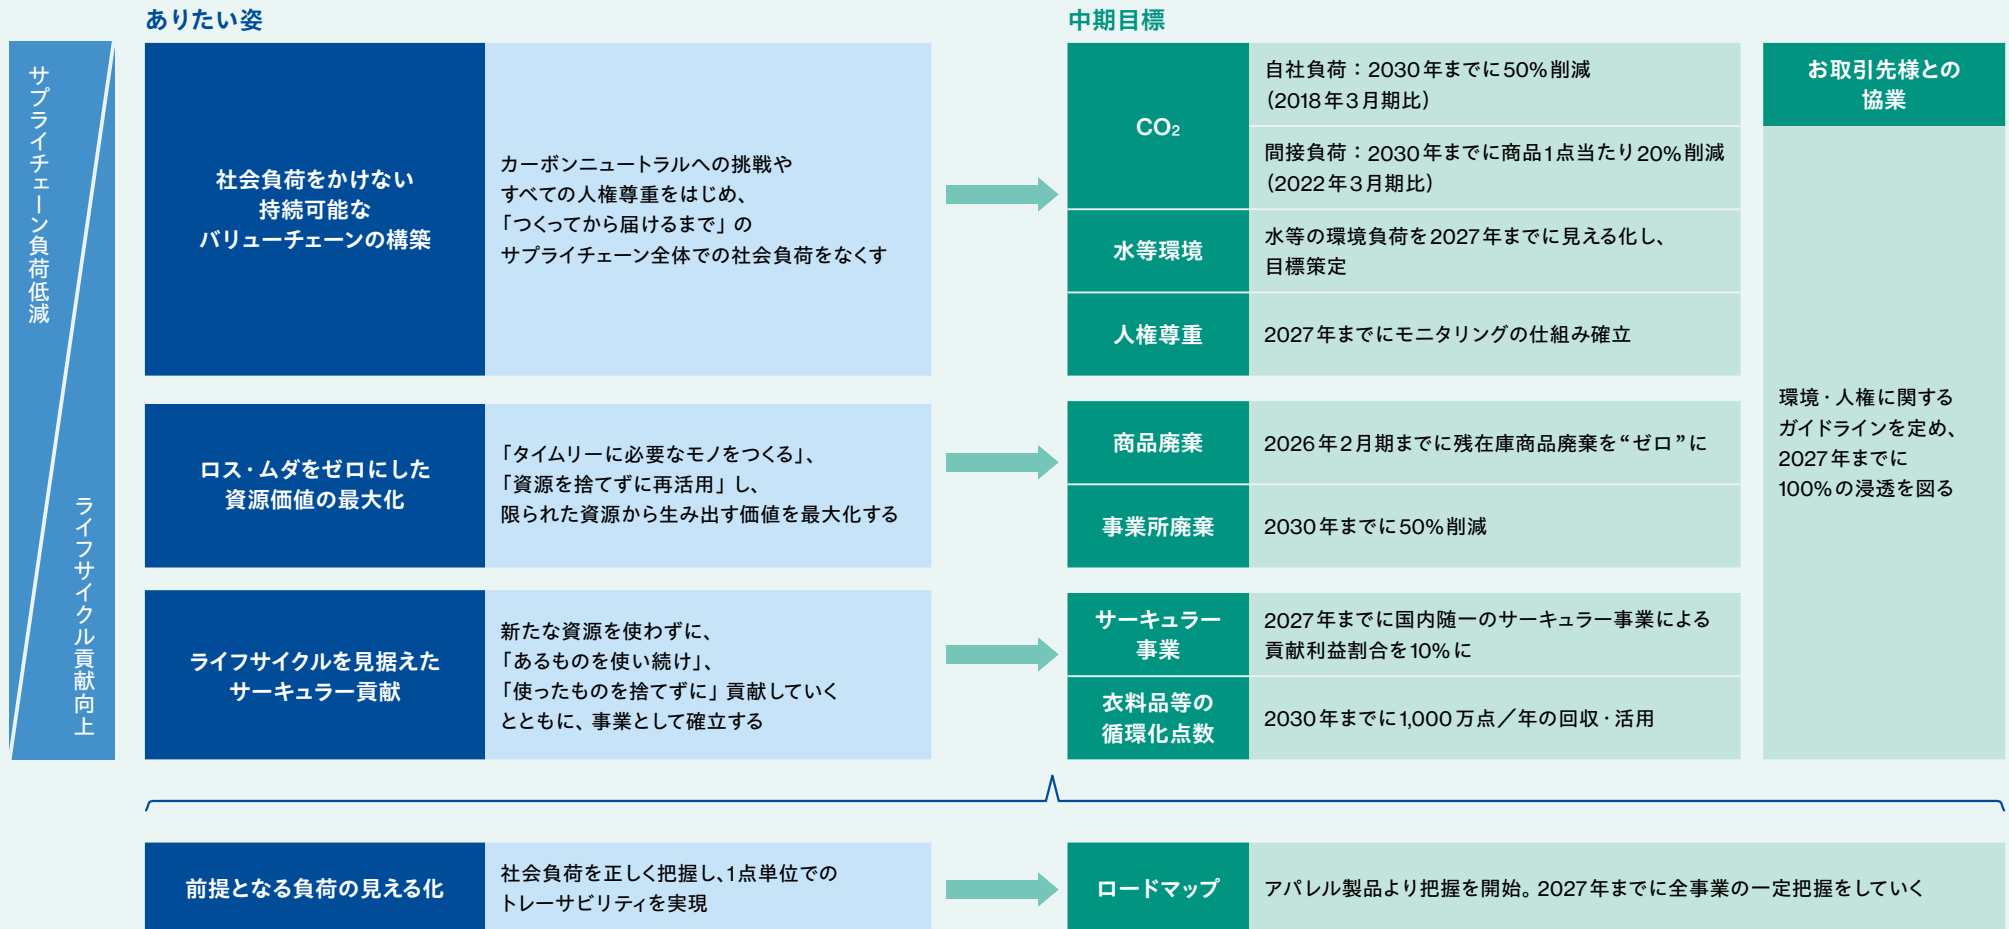 ありたい姿
中期目標
サプライチェーン負荷低減
ライフサイクル貢献向上
社会負荷をかけない
持続可能な
バリューチェーンの構築
カーボンニュートラルへの挑戦や
すべての人権尊重をはじめ、
「つくってから届けるまで」の
サプライチェーン全体での社会負荷をなくす
CO₂
自社負荷：2030年までに50%削減
（2018年3月期比）
間接負荷：2030年までに商品1点当たり20%削減
（2022年3月期比）
水等環境
水等の環境負荷を2027年までに見える化し、
目標策定
人権尊重
2027年までにモニタリングの仕組み確立
ロス・ムダをゼロにした
資源価値の最大化
「タイムリーに必要なモノをつくる」、
「資源を捨てずに再活用」し、
限られた資源から生み出す価値を最大化する
商品廃棄
2026年2月期までに残在庫商品廃棄を“ゼロ”に
事業所廃棄
2030年までに50%削減
ライフサイクルを見据えた
サーキュラー貢献
新たな資源を使わずに、
「あるものを使い続け」、
「使ったものを捨てずに」貢献していく
とともに、事業として確立する
サーキュラー
事業
2027年までに国内随一のサーキュラー事業による
貢献利益割合を10%に
衣料品等の
循環化点数
2030年までに1,000万点／年の回収・活用
お取引先様との
協業
環境・人権に関する
ガイドラインを定め、
2027年までに
100%の浸透を図る
前提となる負荷の見える化
社会負荷を正しく把握し、1点単位での
トレーサビリティを実現
ロードマップ
アパレル製品より把握を開始。2027年までに全事業の一定把握をしていく